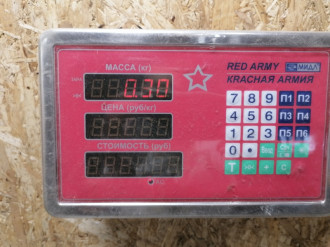 МАССА (кг)
0.30
ЦЕНА (руб/кг)
СТОИМОСТЬ (руб)
RED ARMY МИДЛ
КРАСНАЯ АРМИЯ
7 8 9 П1 П2
4 5 6 П3 П4
1 2 3 П5 П6
0 •
T >> + C